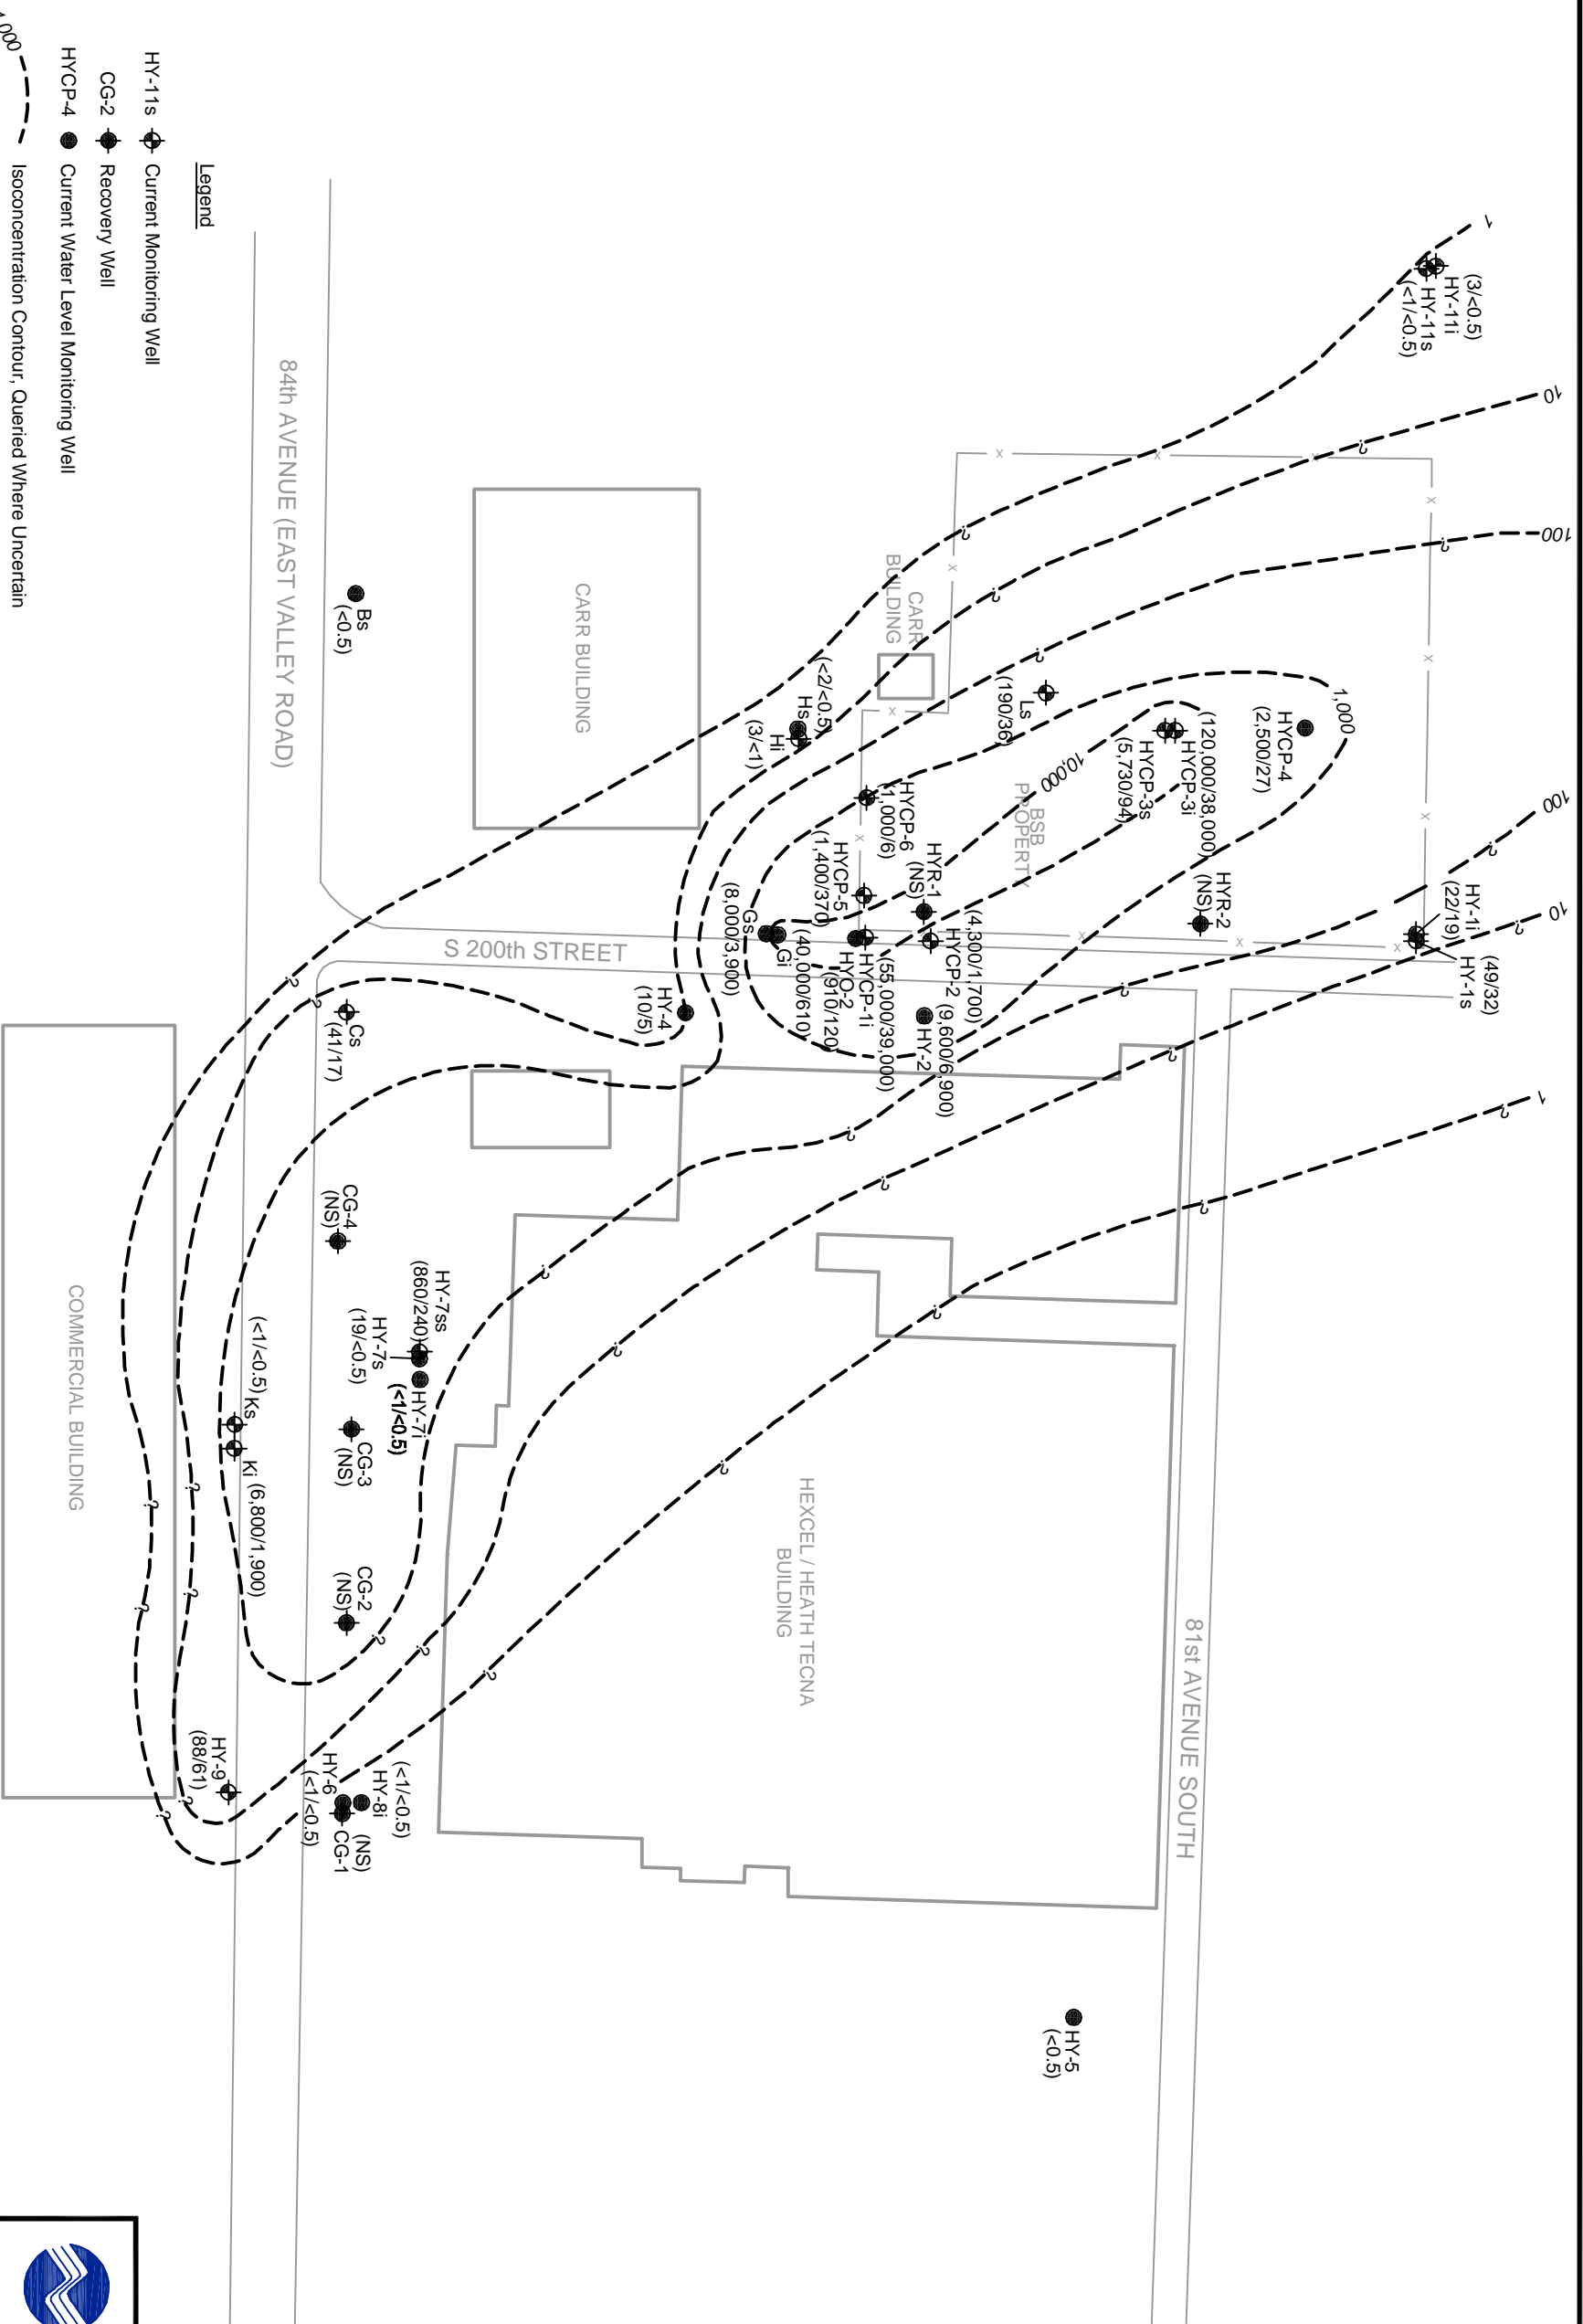 1
(3/<0.5)
HY-11i
HY-11s
(<1/<0.5)
10
100
1,000
HYCP-4
(2,500/27)
(120,000/38,000)
HYCP-3i
HYCP-3s
(5,730/94)
10,000
Ls
(190/36)
BSB
PROPERTY
CARR
BUILDING
(<2/<0.5)
Hs
Hi
(3/<1)
HYCP-6
(1,000/6)
HYR-1
(NS)
HYCP-5
(1,400/370)
HYR-2
(NS)
(4,300/1,700)
HYCP-2
(9,600/6,900)
HY-2
(55,000/39,000)
HYCP-1i
HYO-2
(910/120)
(40,000/610)
Gi
Gs
(8,000/3,900)
100
10
1
HY-1i
(22/19)
(49/32)
HY-1s
S 200th STREET
HY-4
(10/5)
CARR BUILDING
Bs
(<0.5)
84th AVENUE (EAST VALLEY ROAD)
Cs
(41/17)
CG-4
(NS)
HY-7ss
(860/240)
HY-7s
(19/<0.5)
HY-7i
(<1/<0.5)
(<1/<0.5)
Ks
Ki
(6,800/1,900)
CG-3
(NS)
CG-2
(NS)
HY-9
(88/61)
HY-6
(<1/<0.5)
(<1/<0.5)
HY-8i
(NS)
CG-1
COMMERCIAL BUILDING
HEXCEL / HEATH TECNA
BUILDING
81st AVENUE SOUTH
HY-5
(<0.5)
Legend
HY-11s Current Monitoring Well
CG-2 Recovery Well
HYCP-4 Current Water Level Monitoring Well
Isoconcentration Contour, Queried Where Uncertain